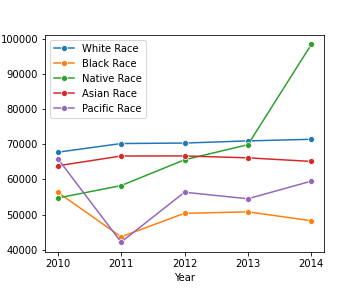 100000
90000
80000
70000
60000
50000
40000
White Race
Black Race
Native Race
Asian Race
Pacific Race
2010 2011 2012 2013 2014
Year